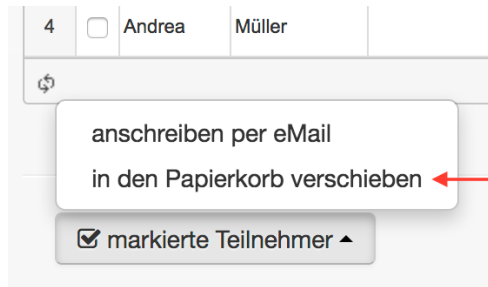 4 Andrea Müller
anschreiben per eMail
in den Papierkorb verschieben
markierte Teilnehmer